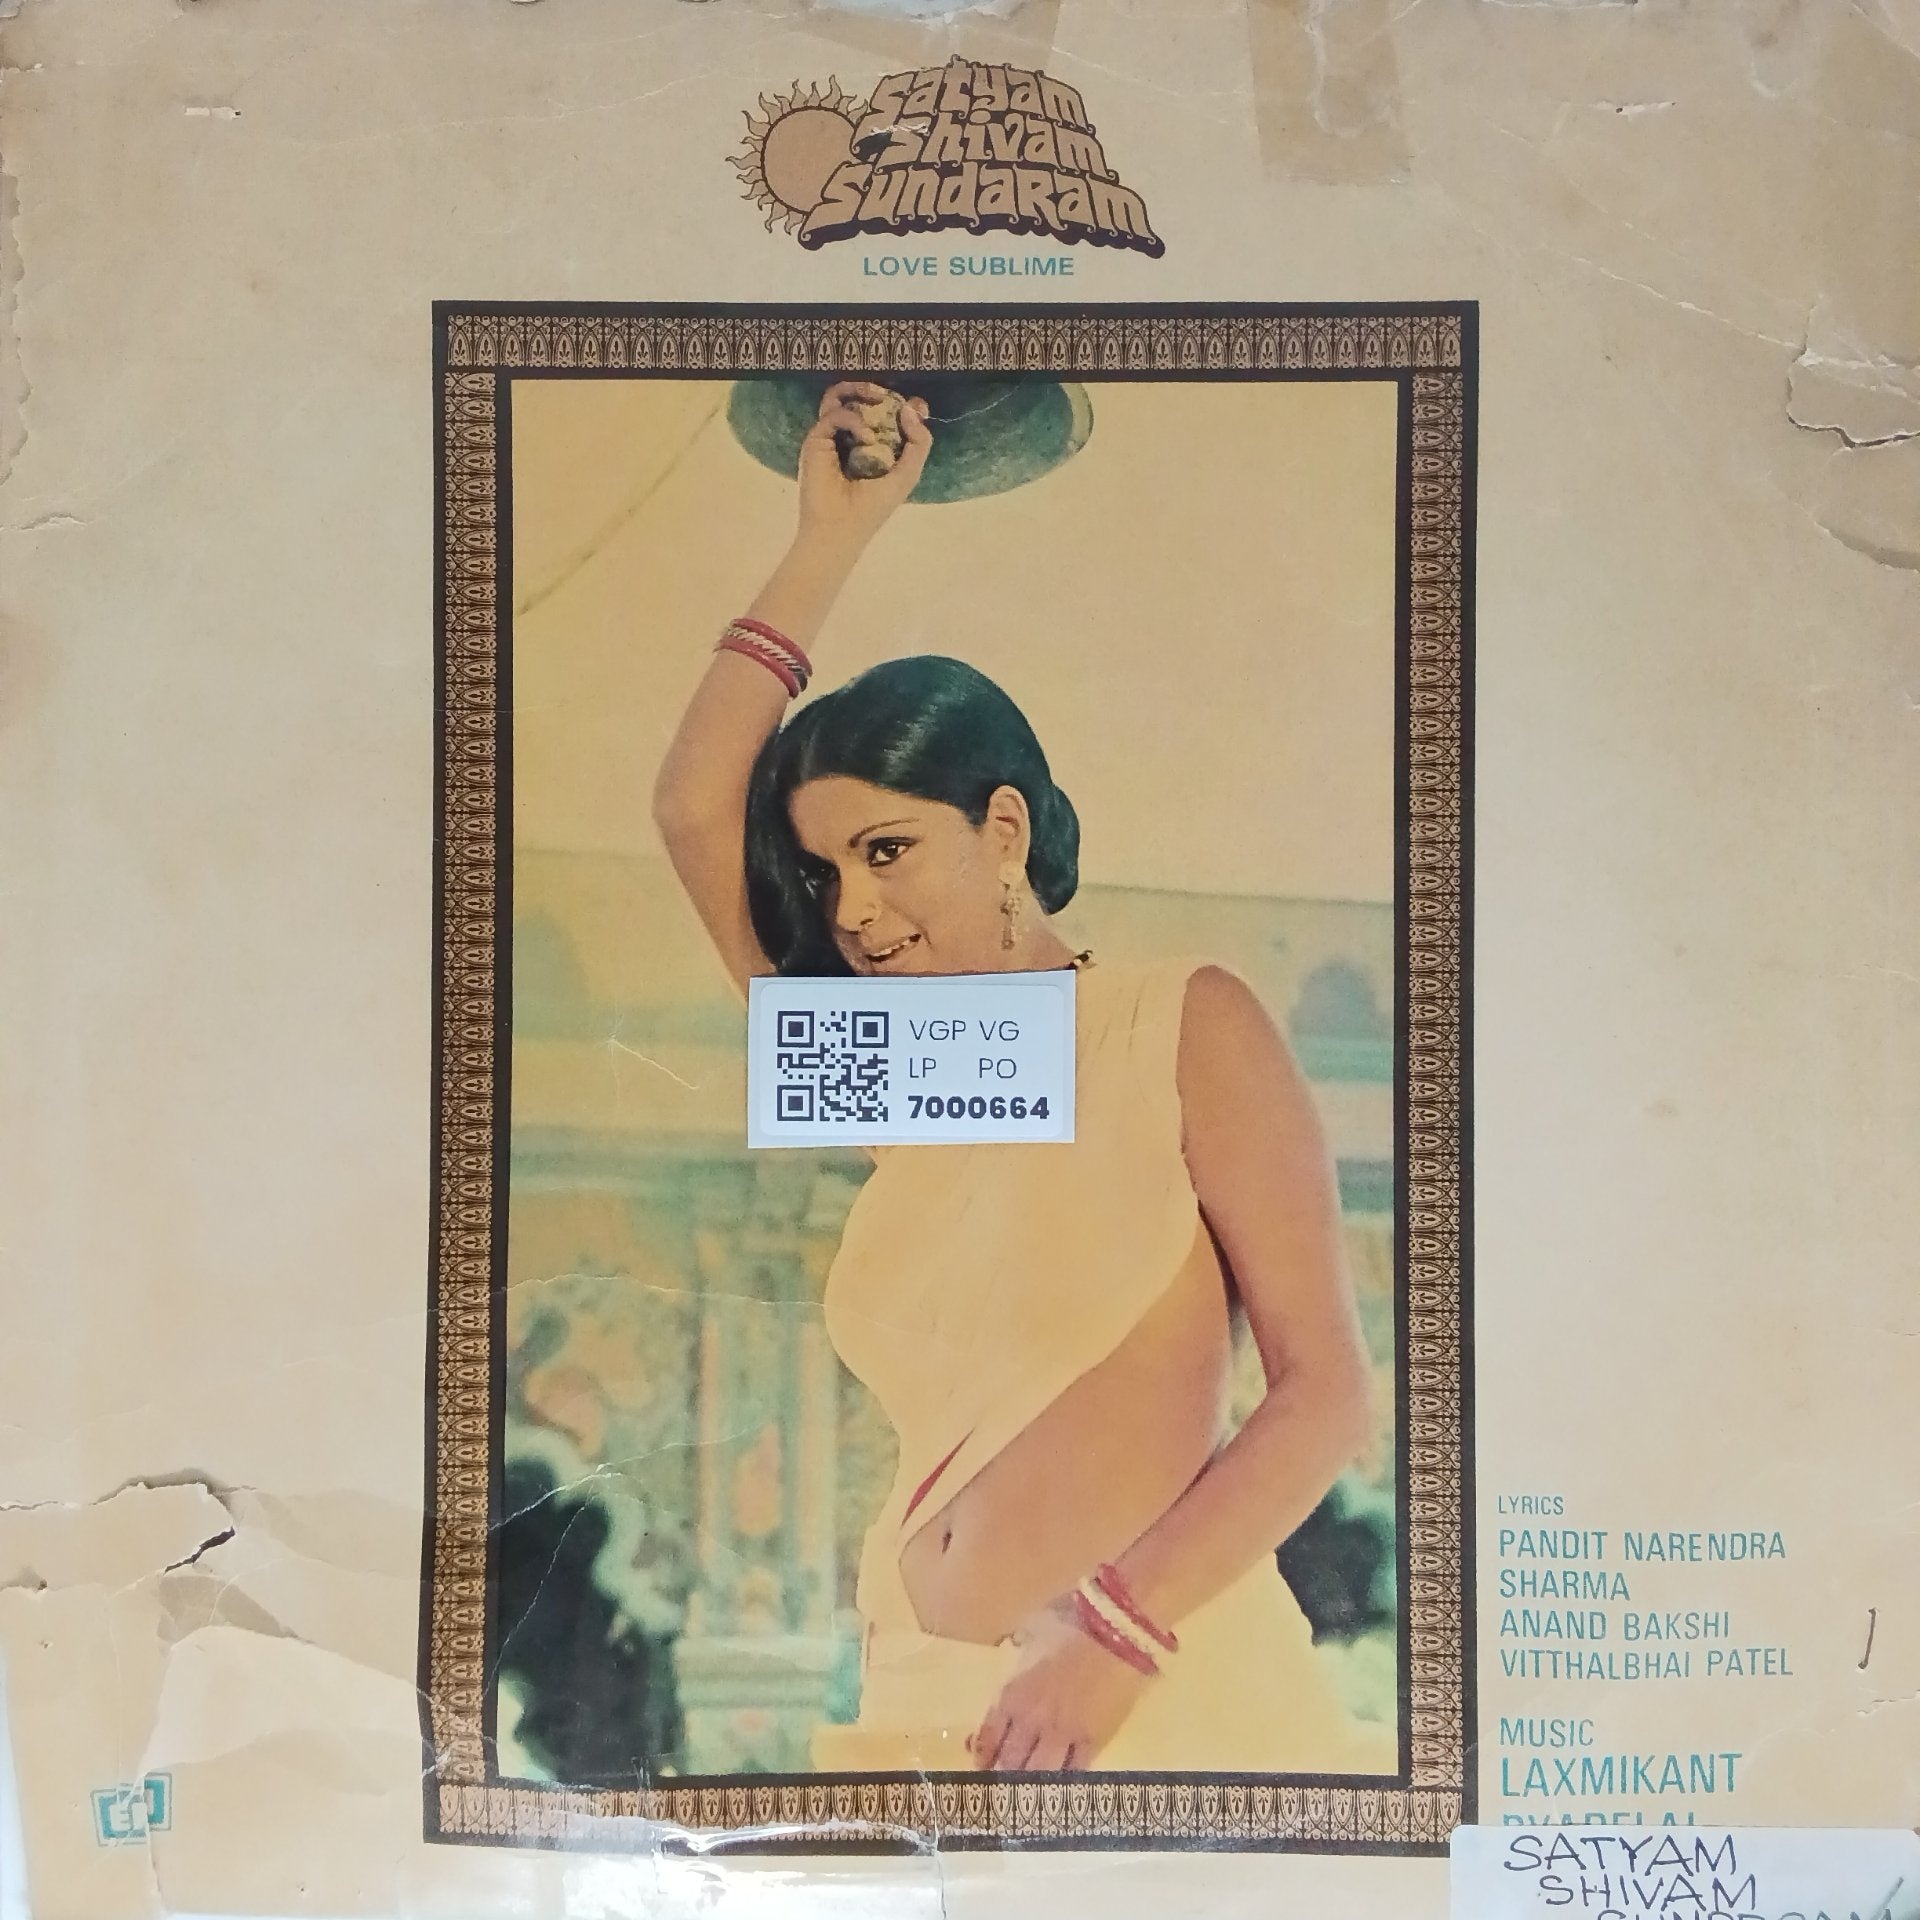 Satyam
Shivam
Sundaram
LOVE SUBLIME
VGP VG
LP PO
7000664
LYRICS
PANDIT NARENDRA
SHARMA
ANAND BAKSHI
VITTHALBHAI PATEL
MUSIC
LAXMIKANT
SATYAM
SHIVAM